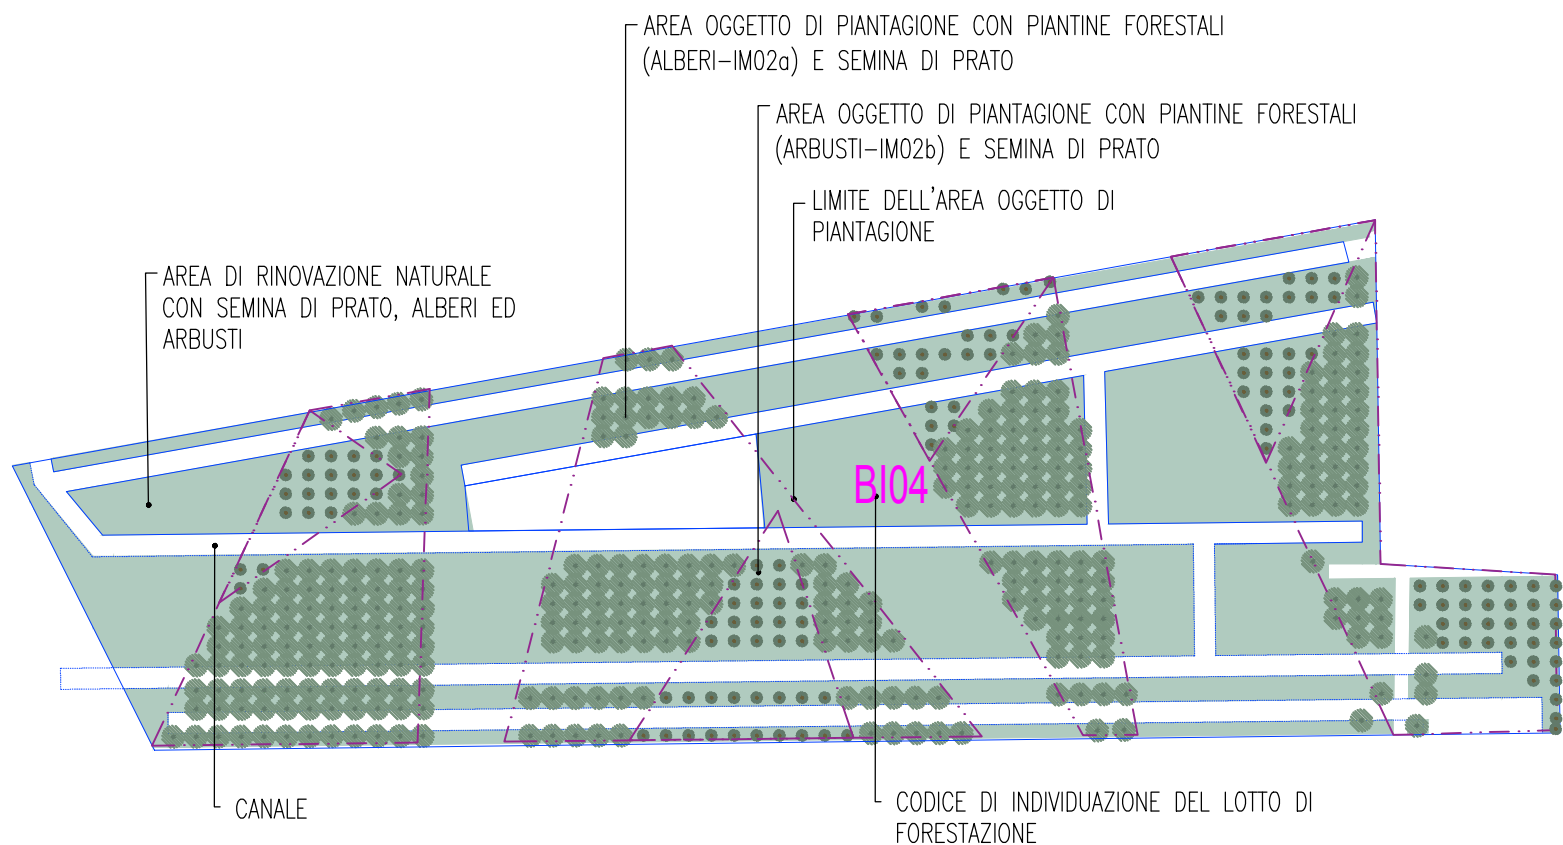 AREA OGGETTO DI PIANTAGIONE CON PIANTINE FORESTALI
(ALBERI-IM02a) E SEMINA DI PRATO
AREA OGGETTO DI PIANTAGIONE CON PIANTINE FORESTALI
(ARBUSTI-IM02b) E SEMINA DI PRATO
LIMITE DELL'AREA OGGETTO DI
PIANTAGIONE
AREA DI RINOVAZIONE NATURALE
CON SEMINA DI PRATO, ALBERI ED
ARBUSTI
BI04
CANALE
CODICE DI INDIVIDUAZIONE DEL LOTTO DI
FORESTAZIONE